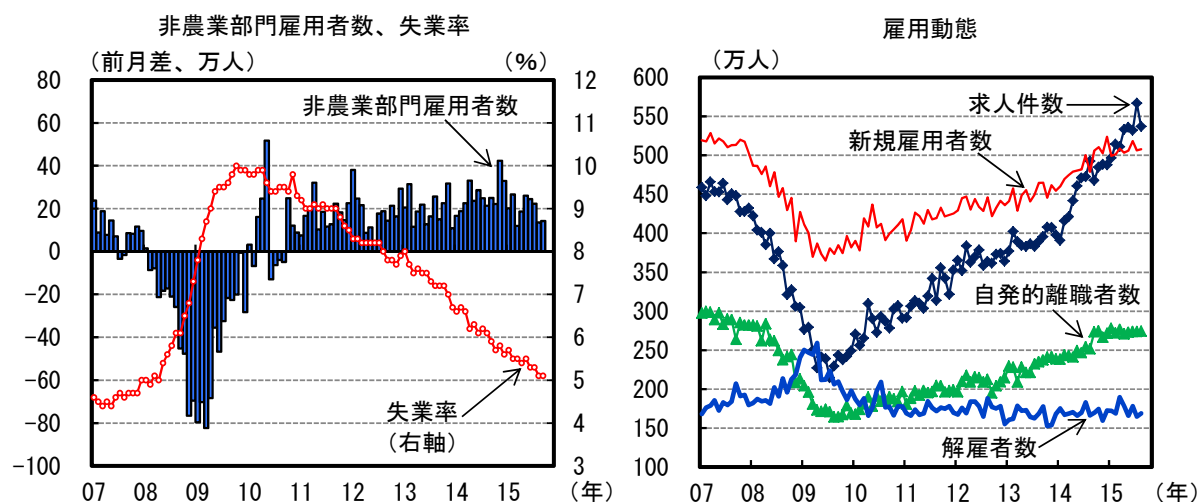 非農業部門雇用者数、失業率
（前月差、万人）
（％）
80
60
40
20
0
−20
−40
−60
−80
−100
12
11
10
9
8
7
6
5
4
3
非農業部門雇用者数
失業率
（右軸）
07 08 09 10 11 12 13 14 15 （年）
雇用動態
（万人）
600
550
500
450
400
350
300
250
200
150
100
求人件数
新規雇用者数
自発的離職者数
解雇者数
07 08 09 10 11 12 13 14 15 （年）